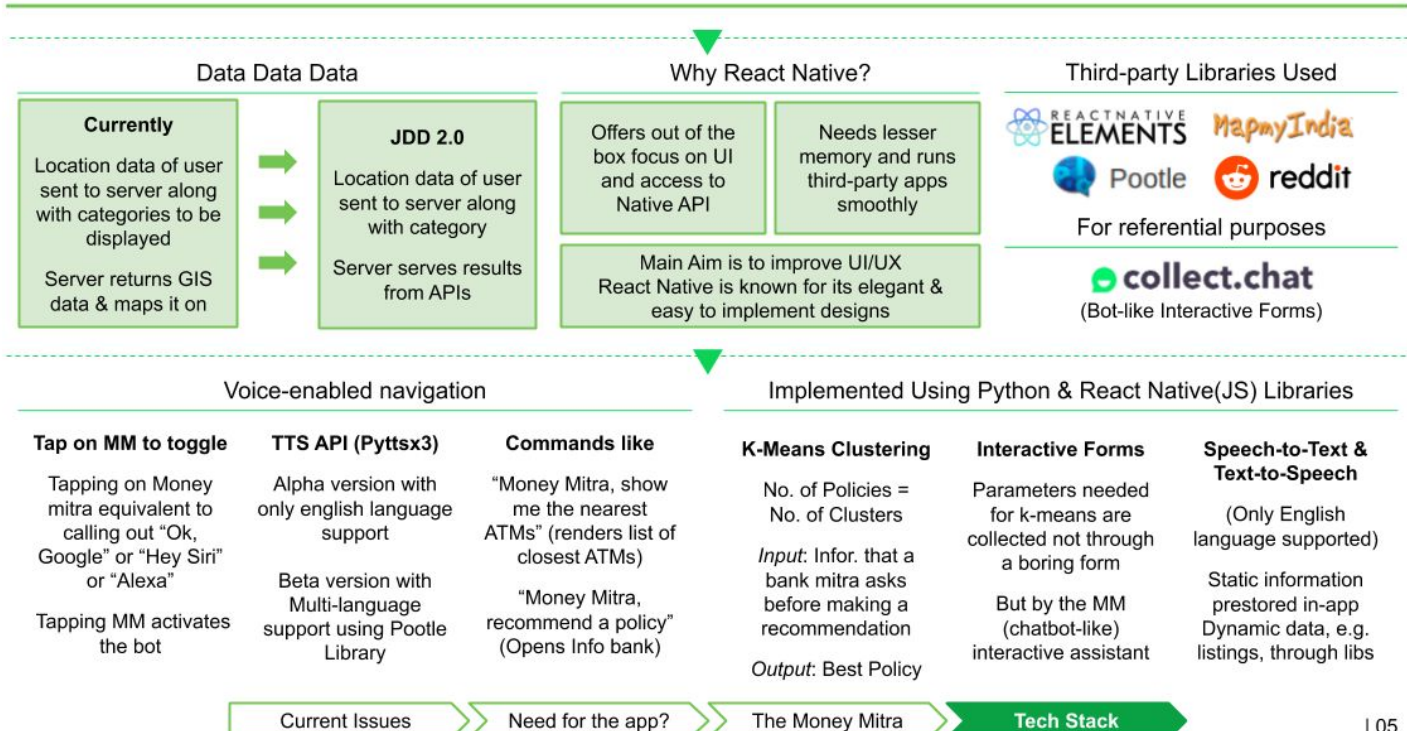 Data Data Data
Currently
Location data of user
sent to server along
with categories to be
displayed
Server returns GIS
data & maps it on
JDD 2.0
Location data of user
sent to server along
with category
Server serves results
from APIs
Why React Native?
Offers out of the
box focus on UI
and access to
Native API
Needs lesser
memory and runs
third-party apps
smoothly
Main Aim is to improve UI/UX
React Native is known for its elegant &
easy to implement designs
Third-party Libraries Used
REACT NATIVE
ELEMENTS
MapmyIndia
Pootle
reddit
For referential purposes
collect.chat
(Bot-like Interactive Forms)
Voice-enabled navigation
Tap on MM to toggle
Tapping on Money
mitra equivalent to
calling out “Ok,
Google” or “Hey Siri”
or “Alexa”
Tapping MM activates
the bot
TTS API (Pyttsx3)
Alpha version with
only english language
support
Beta version with
Multi-language
support using Pootle
Library
Commands like
“Money Mitra, show
me the nearest
ATMs” (renders list of
closest ATMs)
“Money Mitra,
recommend a policy”
(Opens Info bank)
Implemented Using Python & React Native(JS) Libraries
K-Means Clustering
No. of Policies =
No. of Clusters
Input: Infor. that a
bank mitra asks
before making a
recommendation
Output: Best Policy
Interactive Forms
Parameters needed
for k-means are
collected not through
a boring form
But by the MM
(chatbot-like)
interactive assistant
Speech-to-Text &
Text-to-Speech
(Only English
language supported)
Static information
prestored in-app
Dynamic data, e.g.
listings, through libs
Current Issues
Need for the app?
The Money Mitra
Tech Stack
| 05